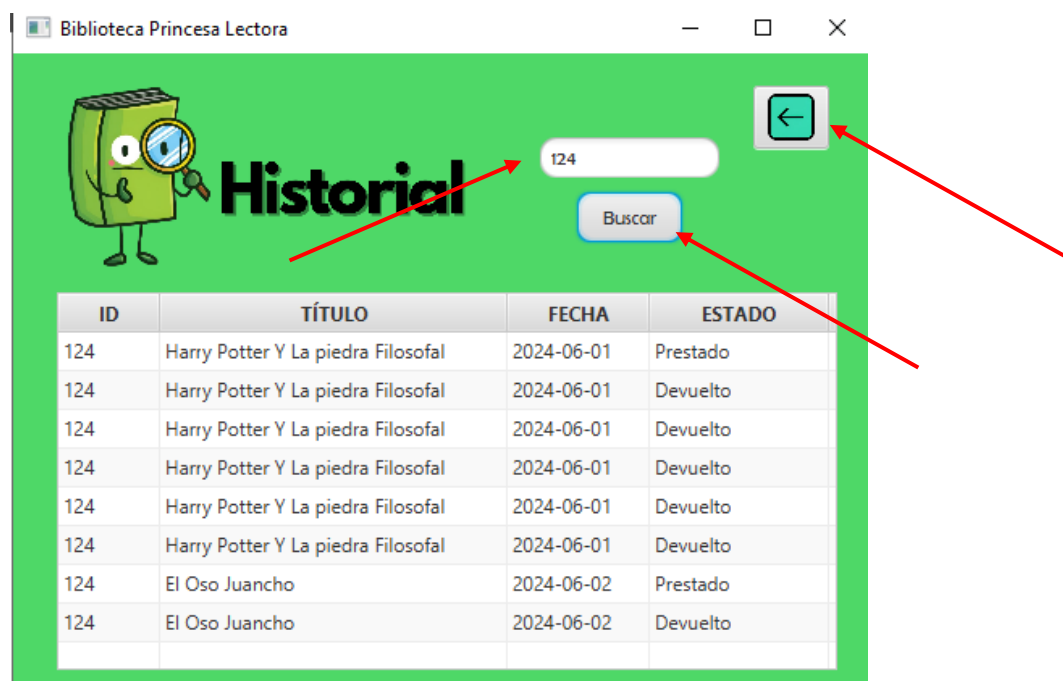 Biblioteca Princesa Lectora
Historial
124
Buscar
ID TÍTULO FECHA ESTADO
124 Harry Potter Y La piedra Filosofal 2024-06-01 Prestado
124 Harry Potter Y La piedra Filosofal 2024-06-01 Devuelto
124 Harry Potter Y La piedra Filosofal 2024-06-01 Devuelto
124 Harry Potter Y La piedra Filosofal 2024-06-01 Devuelto
124 Harry Potter Y La piedra Filosofal 2024-06-01 Devuelto
124 Harry Potter Y La piedra Filosofal 2024-06-01 Devuelto
124 El Oso Juancho 2024-06-02 Prestado
124 El Oso Juancho 2024-06-02 Devuelto